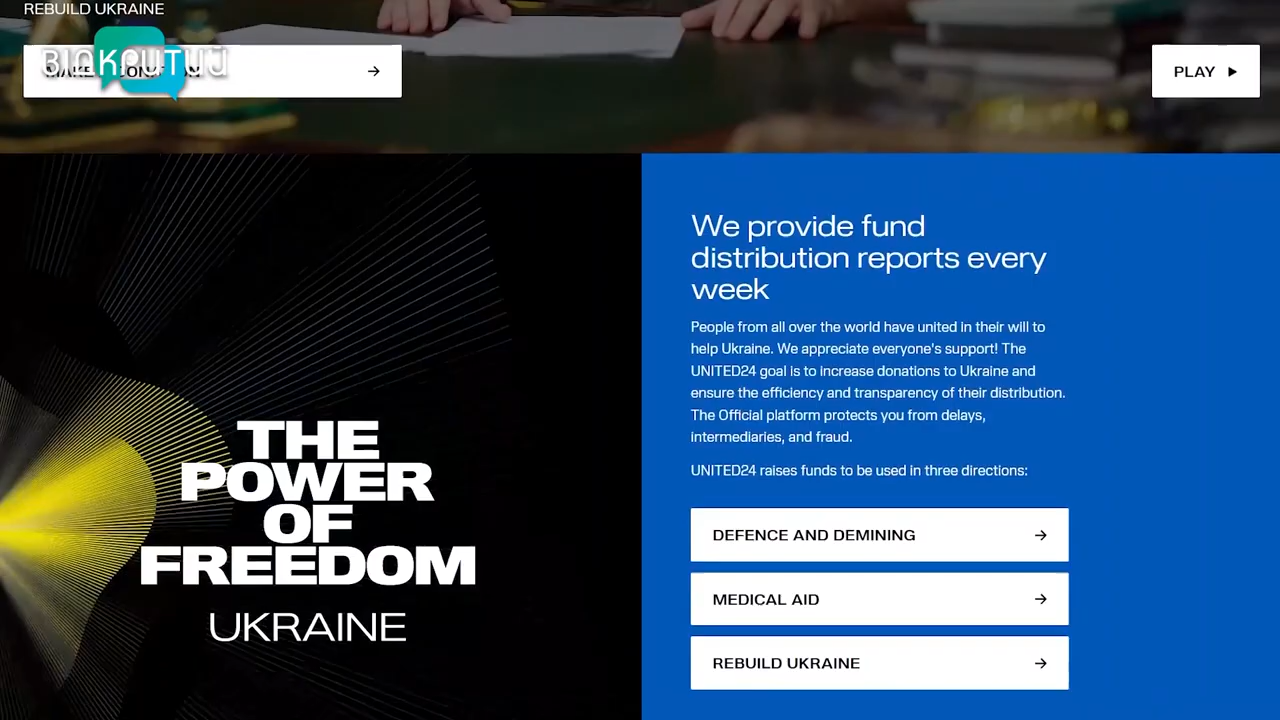 REBUILD UKRAINE
ВІДКРИТИЙ
MAKE A DONATION →
PLAY
THE
POWER
OF
FREEDOM
UKRAINE
We provide fund
distribution reports every
week
People from all over the world have united in their will to
help Ukraine. We appreciate everyone's support! The
UNITED24 goal is to increase donations to Ukraine and
ensure the efficiency and transparency of their distribution.
The Official platform protects you from delays,
intermediaries, and fraud.
UNITED24 raises funds to be used in three directions:
DEFENCE AND DEMINING →
MEDICAL AID →
REBUILD UKRAINE →